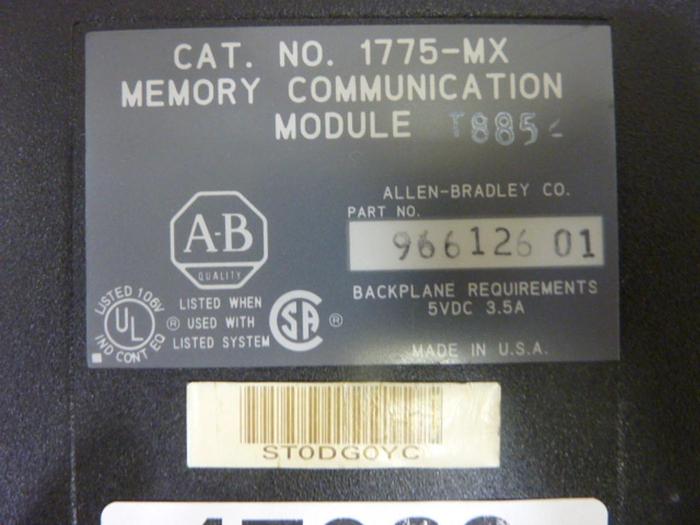 CAT. NO. 1775-MX
MEMORY COMMUNICATION
MODULE
ALLEN-BRADLEY CO.
PART NO.
966126 01
A-B
QUALITY
BACKPLANE REQUIREMENTS
5VDC 3.5A
LISTED 106V
UL
IND CONT EQ
®
LISTED WHEN
USED WITH
LISTED SYSTEM
CSA ®
MADE IN U.S.A.
ST0DG0YC